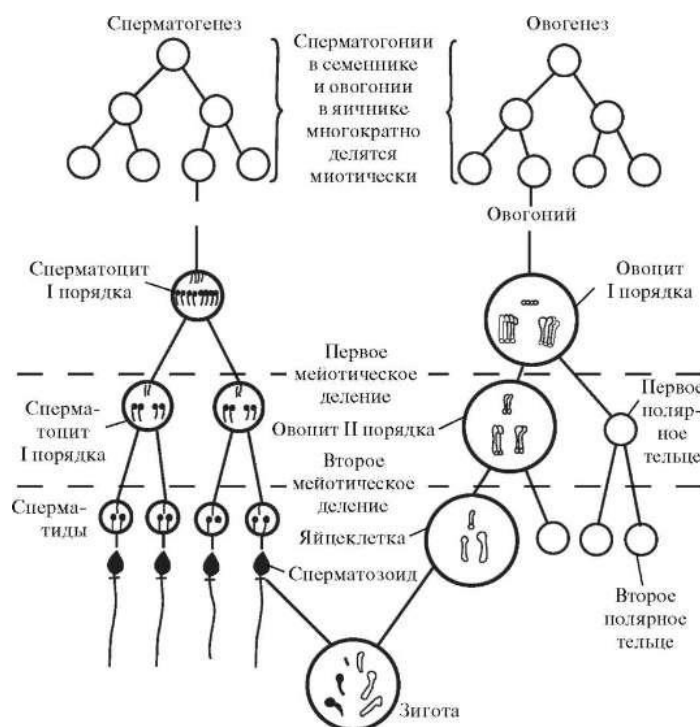 Сперматогенез
Овогенез
Сперматогонии
в семеннике
и овогонии
в яичнике
многократно
делятся
миотически
Овогоний
Сперматоцит
I порядка
Овоцит
I порядка
Первое
мейотическое
деление
Сперма-
тоцит
I порядка
Овоцит II порядка
Первое
поляр-
ное
тельце
Второе
мейотическое
деление
Сперма-
тиды
Яйцеклетка
Сперматозоид
Второе
полярное
тельце
Зигота